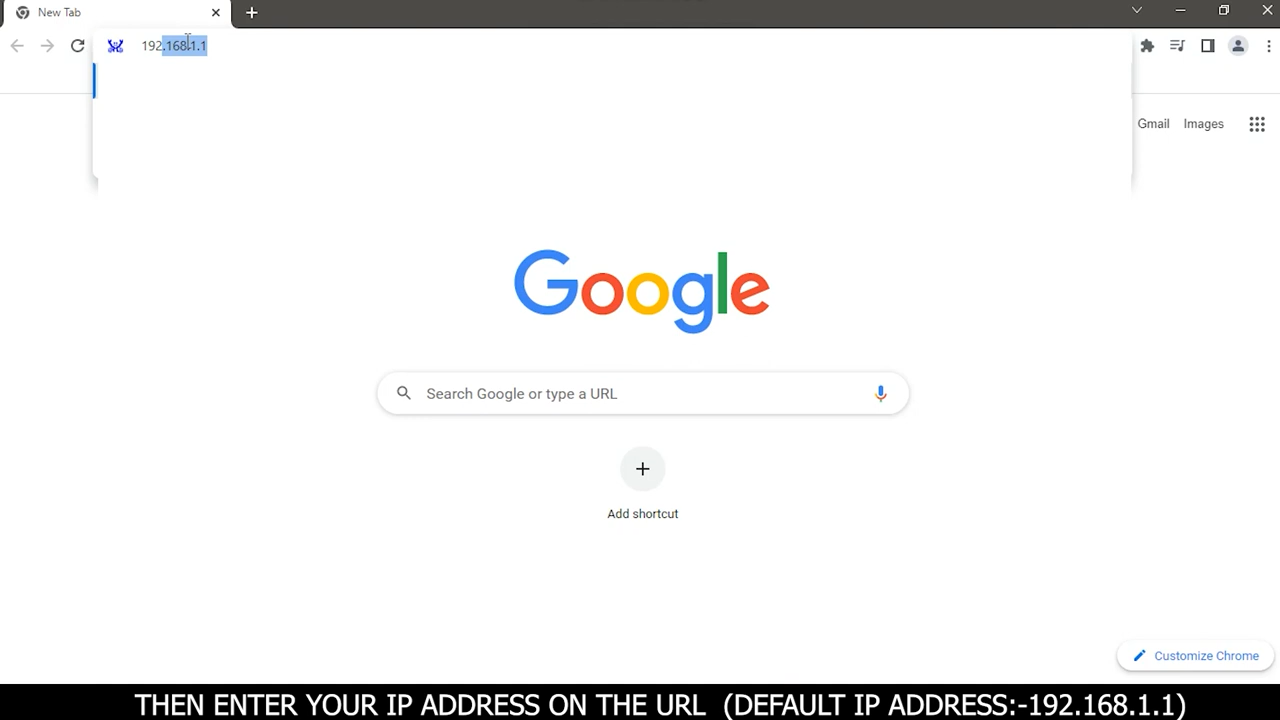 New Tab
192.168.1.1
Gmail Images
Google
Search Google or type a URL
Add shortcut
Customize Chrome
THEN ENTER YOUR IP ADDRESS ON THE URL (DEFAULT IP ADDRESS:-192.168.1.1)